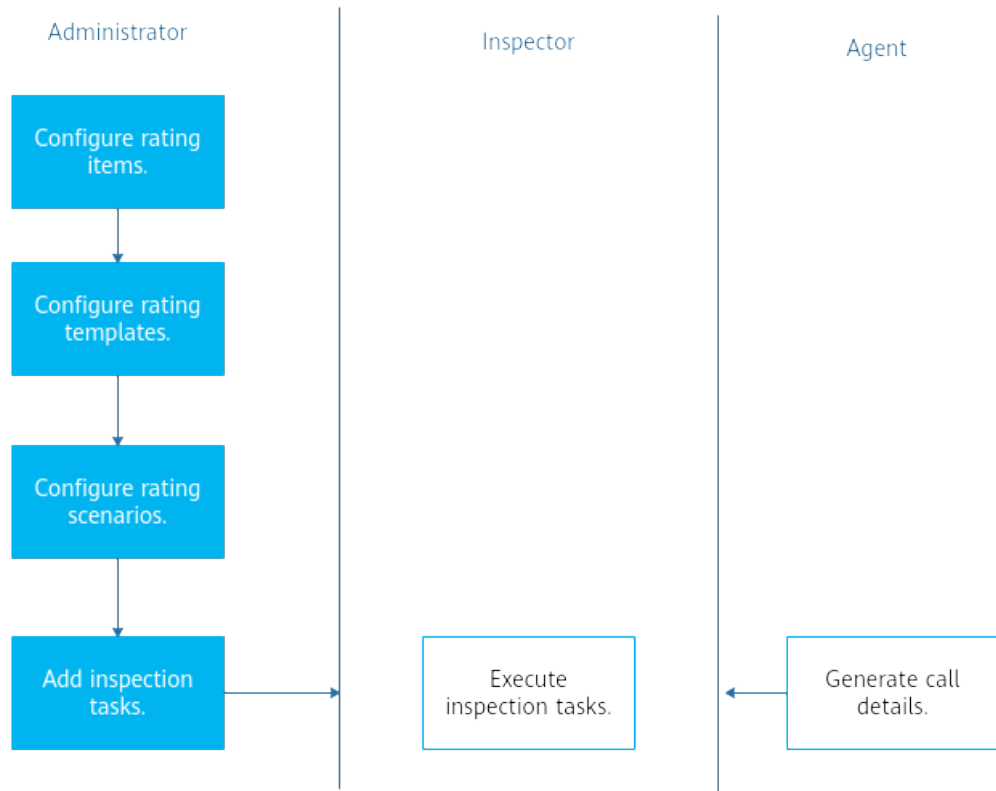 Administrator
Inspector
Agent
Configure rating
items.
Configure rating
templates.
Configure rating
scenarios.
Add inspection
tasks.
Execute
inspection tasks.
Generate call
details.